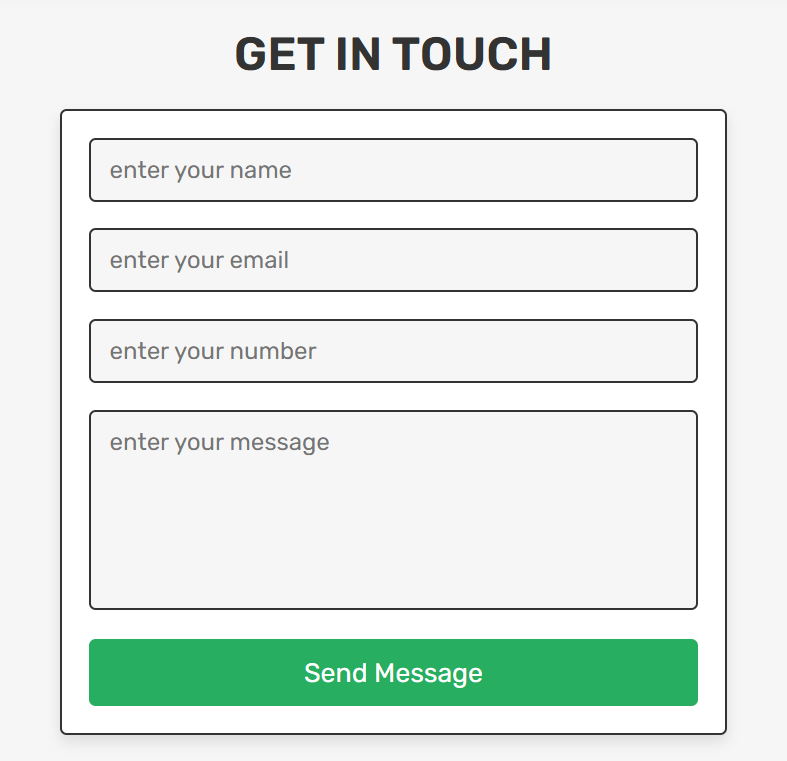 GET IN TOUCH
enter your name
enter your email
enter your number
enter your message
Send Message